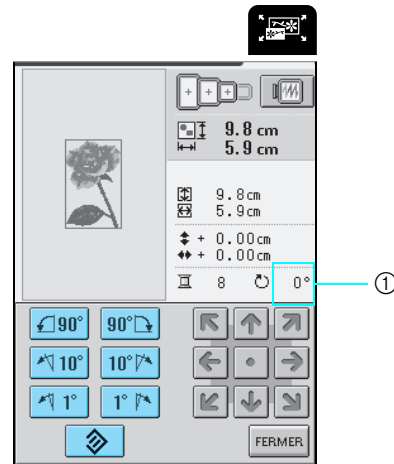 9.8 cm
5.9 cm
9.8cm
5.9cm
+ 0.00cm
+ 0.00cm
8 0°
①
90° 90°
10° 10°
1° 1°
FERMER